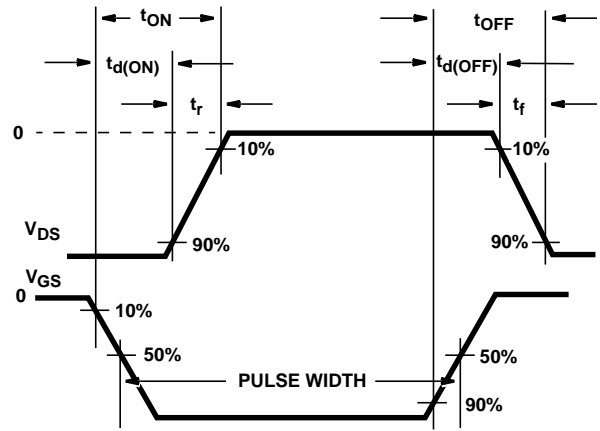 tON tOFF
td(ON) td(OFF)
tr tf
0
10% 10%
VDS 90% 90%
VGS
0
10%
50% 50%
PULSE WIDTH
90%